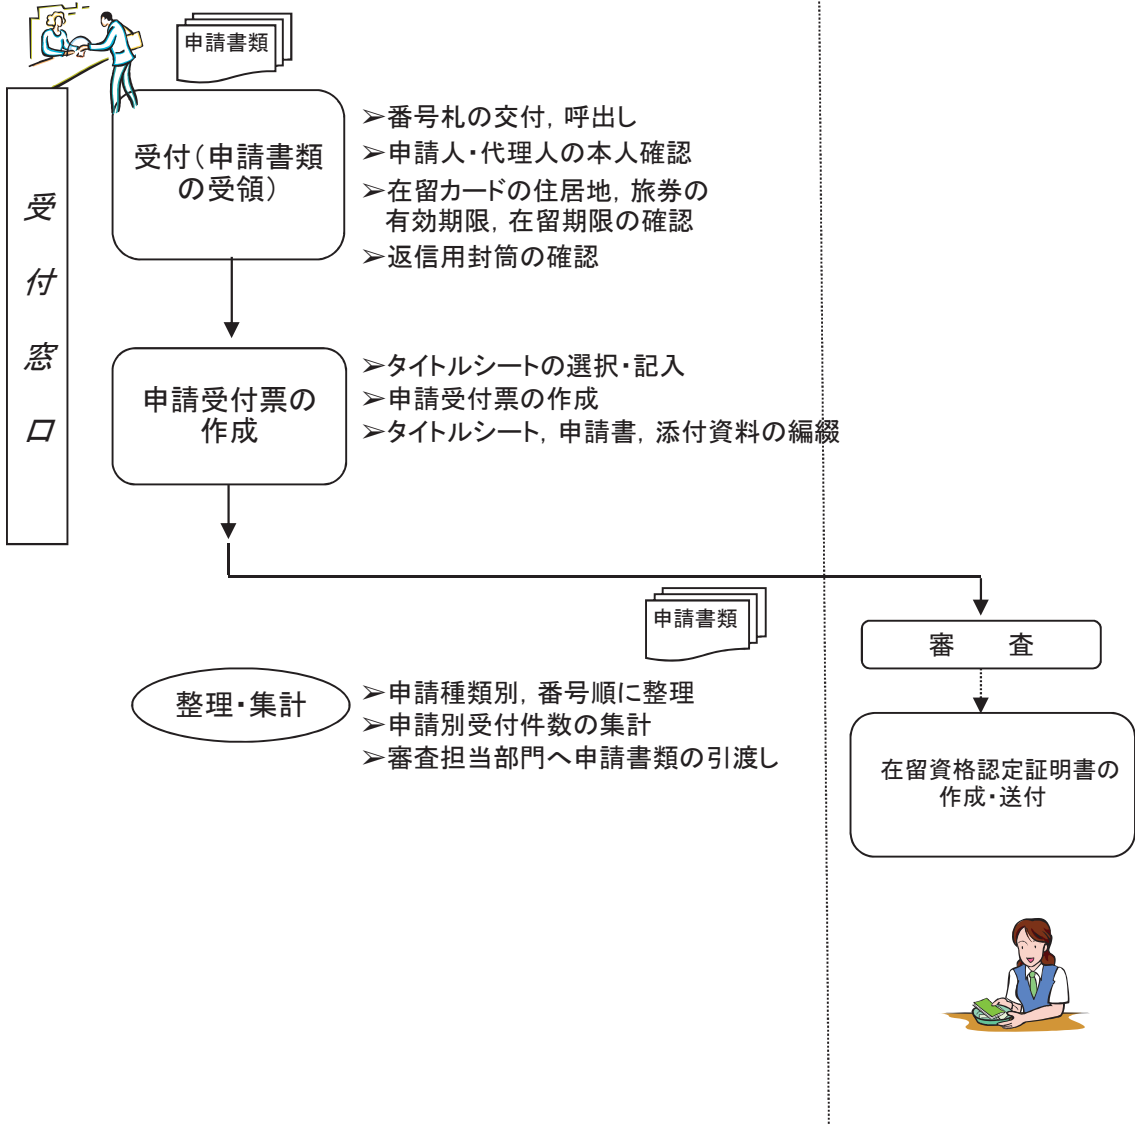 申請書類
受付窓口
受付(申請書類
の受領)
➢番号札の交付，呼出し
➢申請人・代理人の本人確認
➢在留カードの住居地，旅券の
有効期限，在留期限の確認
➢返信用封筒の確認
申請受付票の
作成
➢タイトルシートの選択・記入
➢申請受付票の作成
➢タイトルシート，申請書，添付資料の編綴
申請書類
審　　査
整理・集計
➢申請種類別，番号順に整理
➢申請別受付件数の集計
➢審査担当部門へ申請書類の引渡し
在留資格認定証明書の
作成・送付